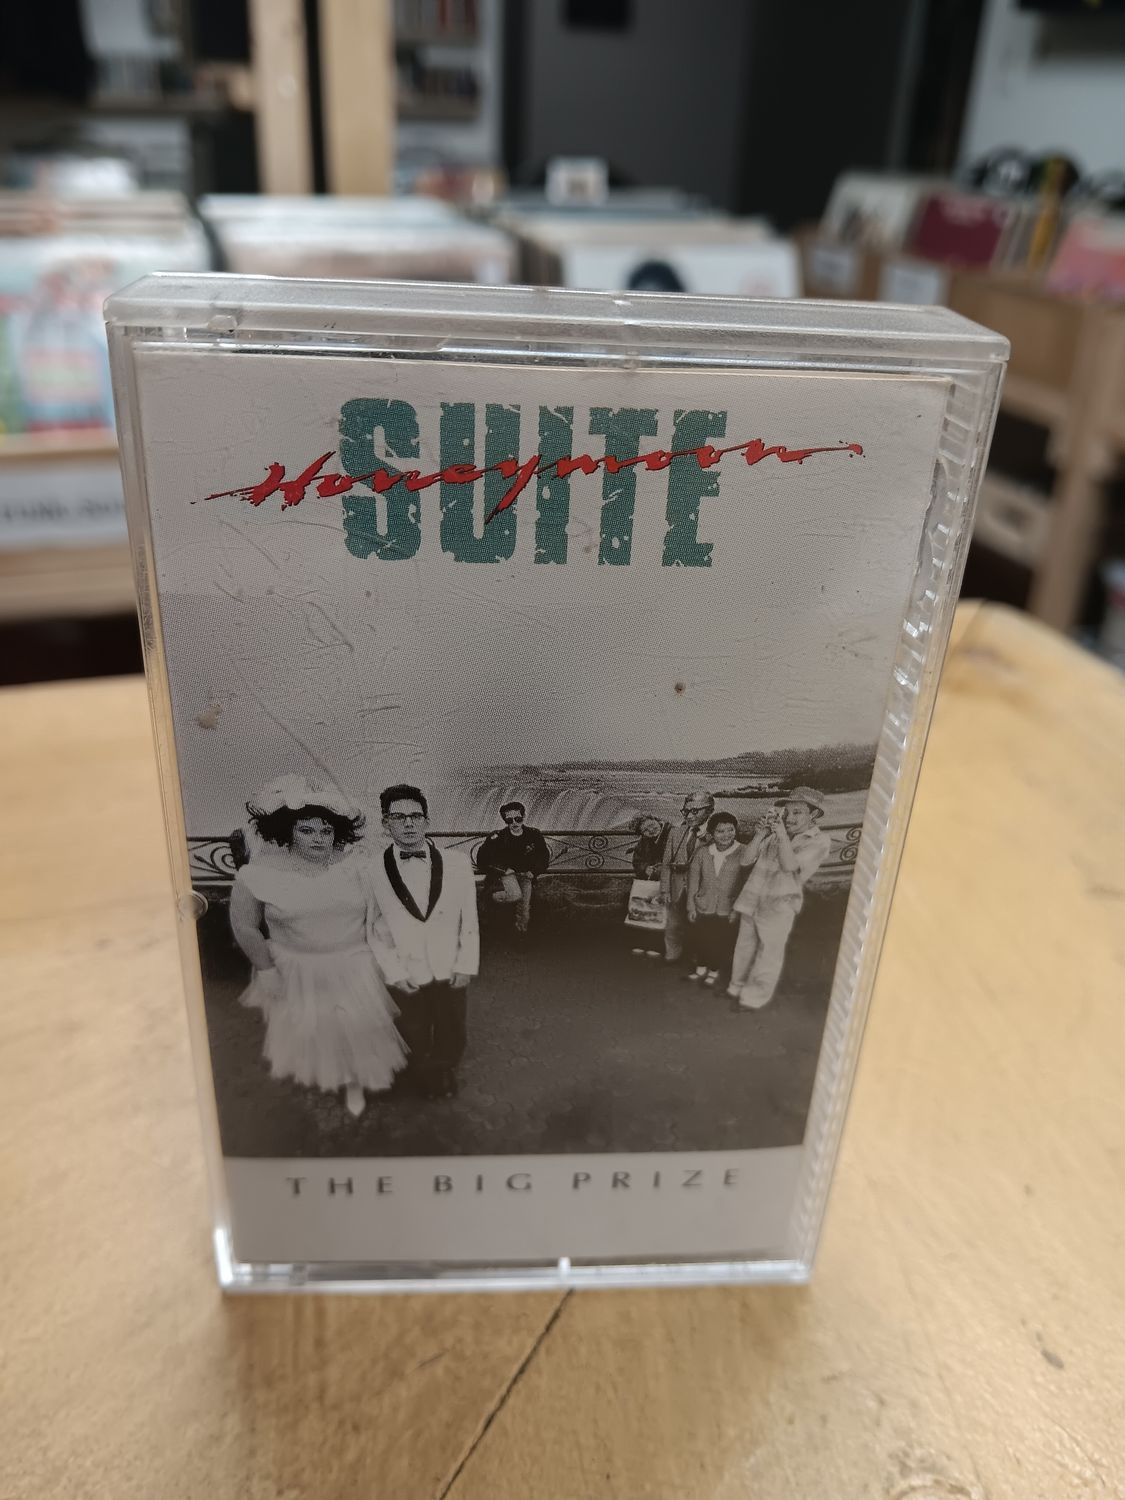 Honeymoon
SUITE
THE BIG PRIZE